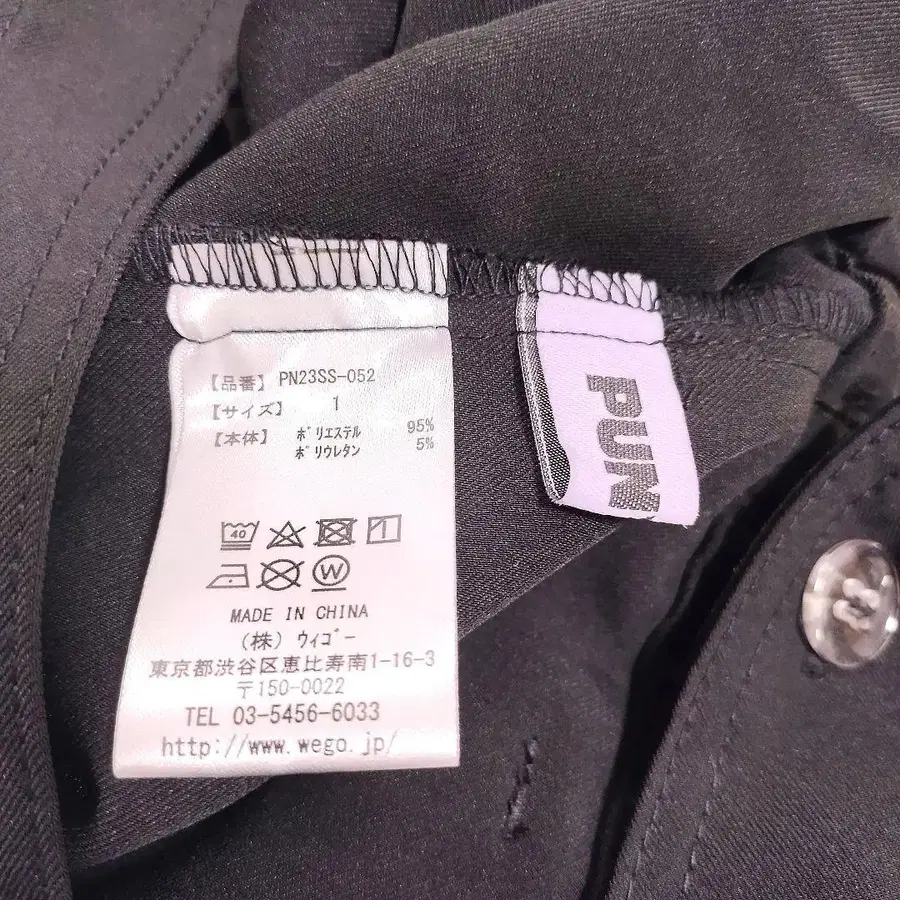 【品番】 PN23SS-052
【サイズ】 1
【本体】 ポリエステル 95%
ポリウレタン 5%
40
W
MADE IN CHINA
(株) ウィゴー
東京都渋谷区恵比寿南1-16-3
〒150-0022
TEL 03-5456-6033
http://www.wego.jp/
PUN